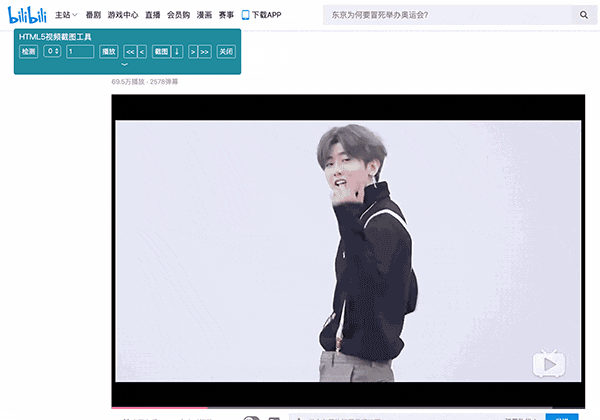 bilibili 主站 番剧 游戏中心 直播 会员购 漫画 赛事 下载APP 东京为何要冒死举办奥运会?
HTML5视频截图工具
检测 0 1 播放 << < 截图 ↓ > >> 关闭
69.5万播放 · 2578弹幕